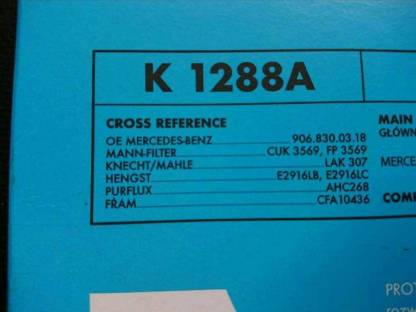 K 1288A
CROSS REFERENCE
OE MERCEDES-BENZ 906.830.03.18
MANN-FILTER CUK 3569, FP 3569
KNECHT/MAHLE LAK 307
HENGST E2916LB, E2916LC
PURFLUX AHC268
FRAM CFA10436
MAIN
GŁÓWN
MERCE
COM
PROT